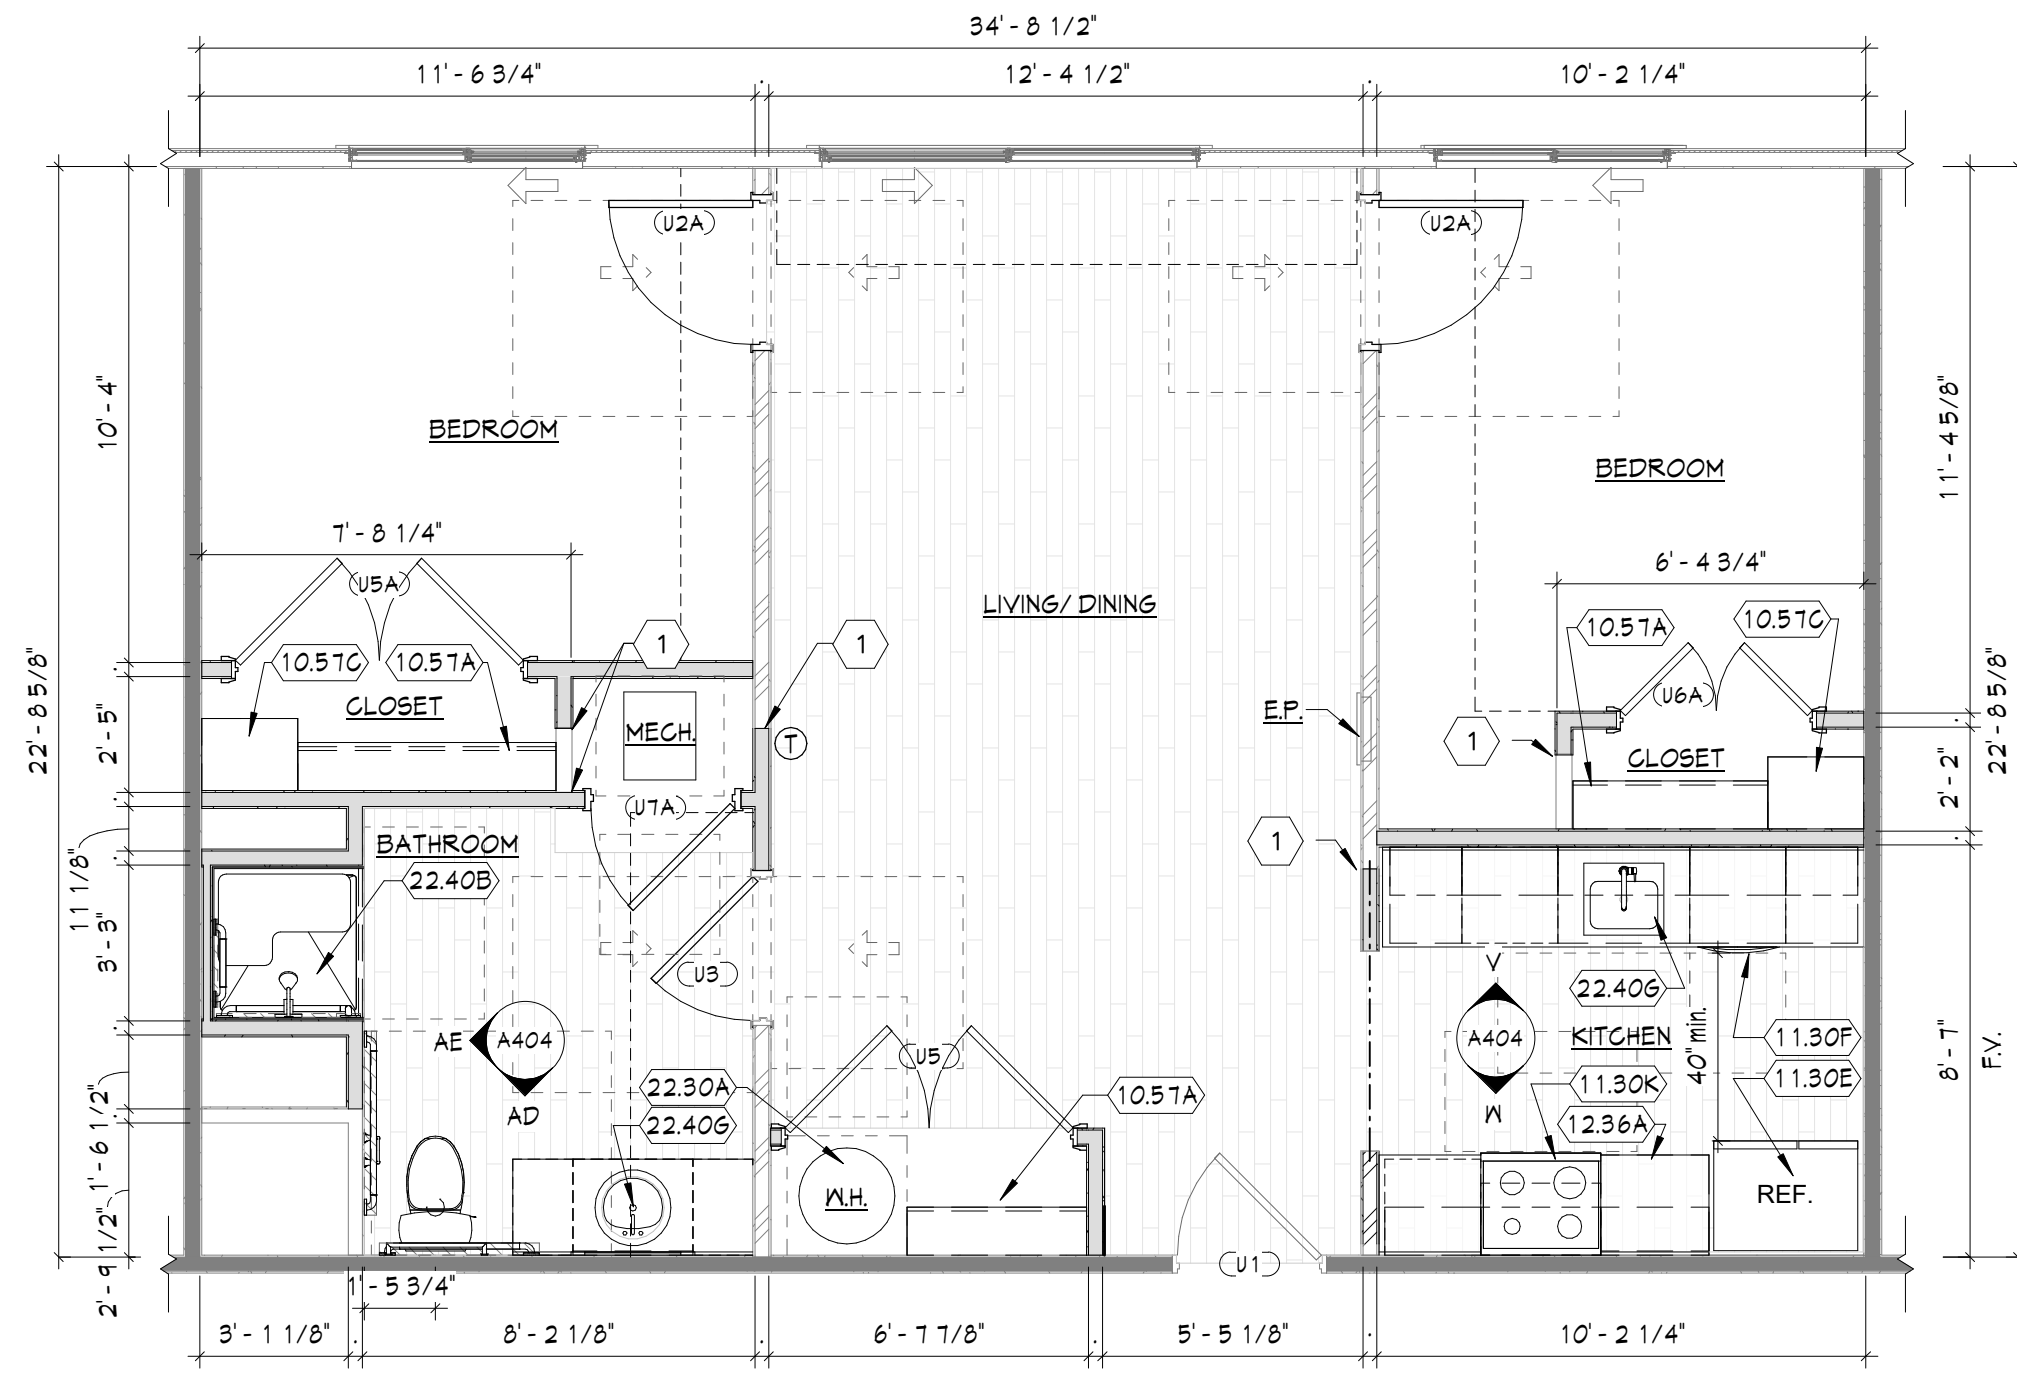 34' - 8 1/2"
11' - 6 3/4"
12' - 4 1/2"
10' - 2 1/4"
(U2A)
(U2A)
10' - 4"
11' - 4 5/8"
BEDROOM
BEDROOM
7' - 8 1/4"
6' - 4 3/4"
(U5A)
LIVING/ DINING
10.57A
10.57C
1
1
10.57C
10.57A
22' - 8 5/8"
22' - 8 5/8"
(U6A)
CLOSET
E.P.
2' - 5"
MECH.
T
1
CLOSET
2' - 2"
(U7A)
BATHROOM
1
11 1/8"
22.40B
3' - 3"
(U3)
V
22.40G
AE
A404
A404
KITCHEN
40" min.
11.30F
8' - 7"
F.V.
(U5)
22.30A
10.57A
11.30K
11.30E
AD
22.40G
W
12.36A
1' - 6 1/2"
W.H.
REF.
2' - 9 1/2"
(U1)
1' - 5 3/4"
3' - 1 1/8"
8' - 2 1/8"
6' - 7 7/8"
5' - 5 1/8"
10' - 2 1/4"